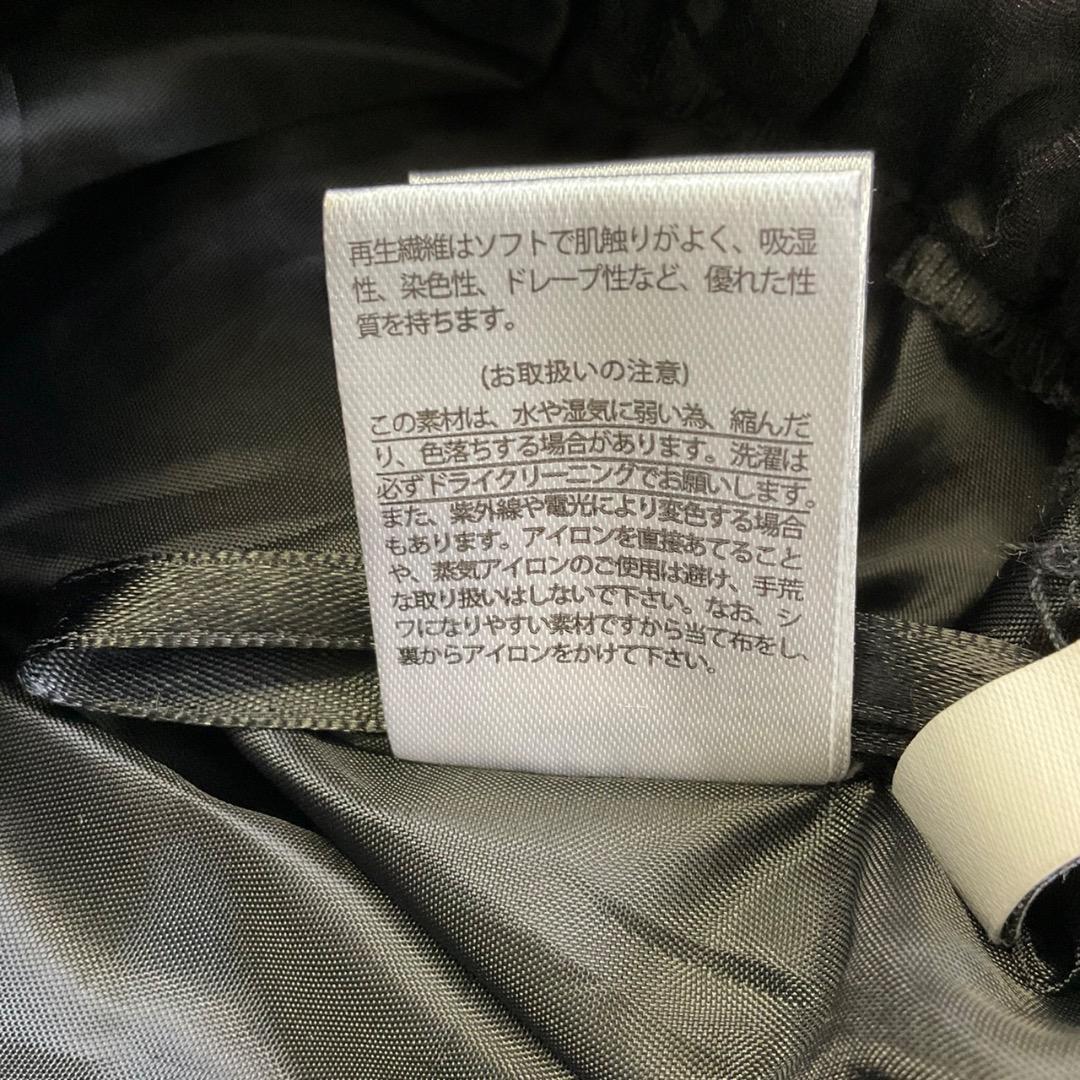 再生繊維はソフトで肌触りがよく、吸湿
性、染色性、ドレープ性など、優れた性
質を持ちます。
(お取扱いの注意)
この素材は、水や湿気に弱い為、縮んだ
り、色落ちする場合があります。洗濯は
必ずドライクリーニングでお願いします。
また、紫外線や電光により変色する場合
もあります。アイロンを直接あてること
や、蒸気アイロンのご使用は避け、手荒
な取り扱いはしないで下さい。なお、シ
ワになりやすい素材ですから当て布をし、
裏からアイロンをかけて下さい。